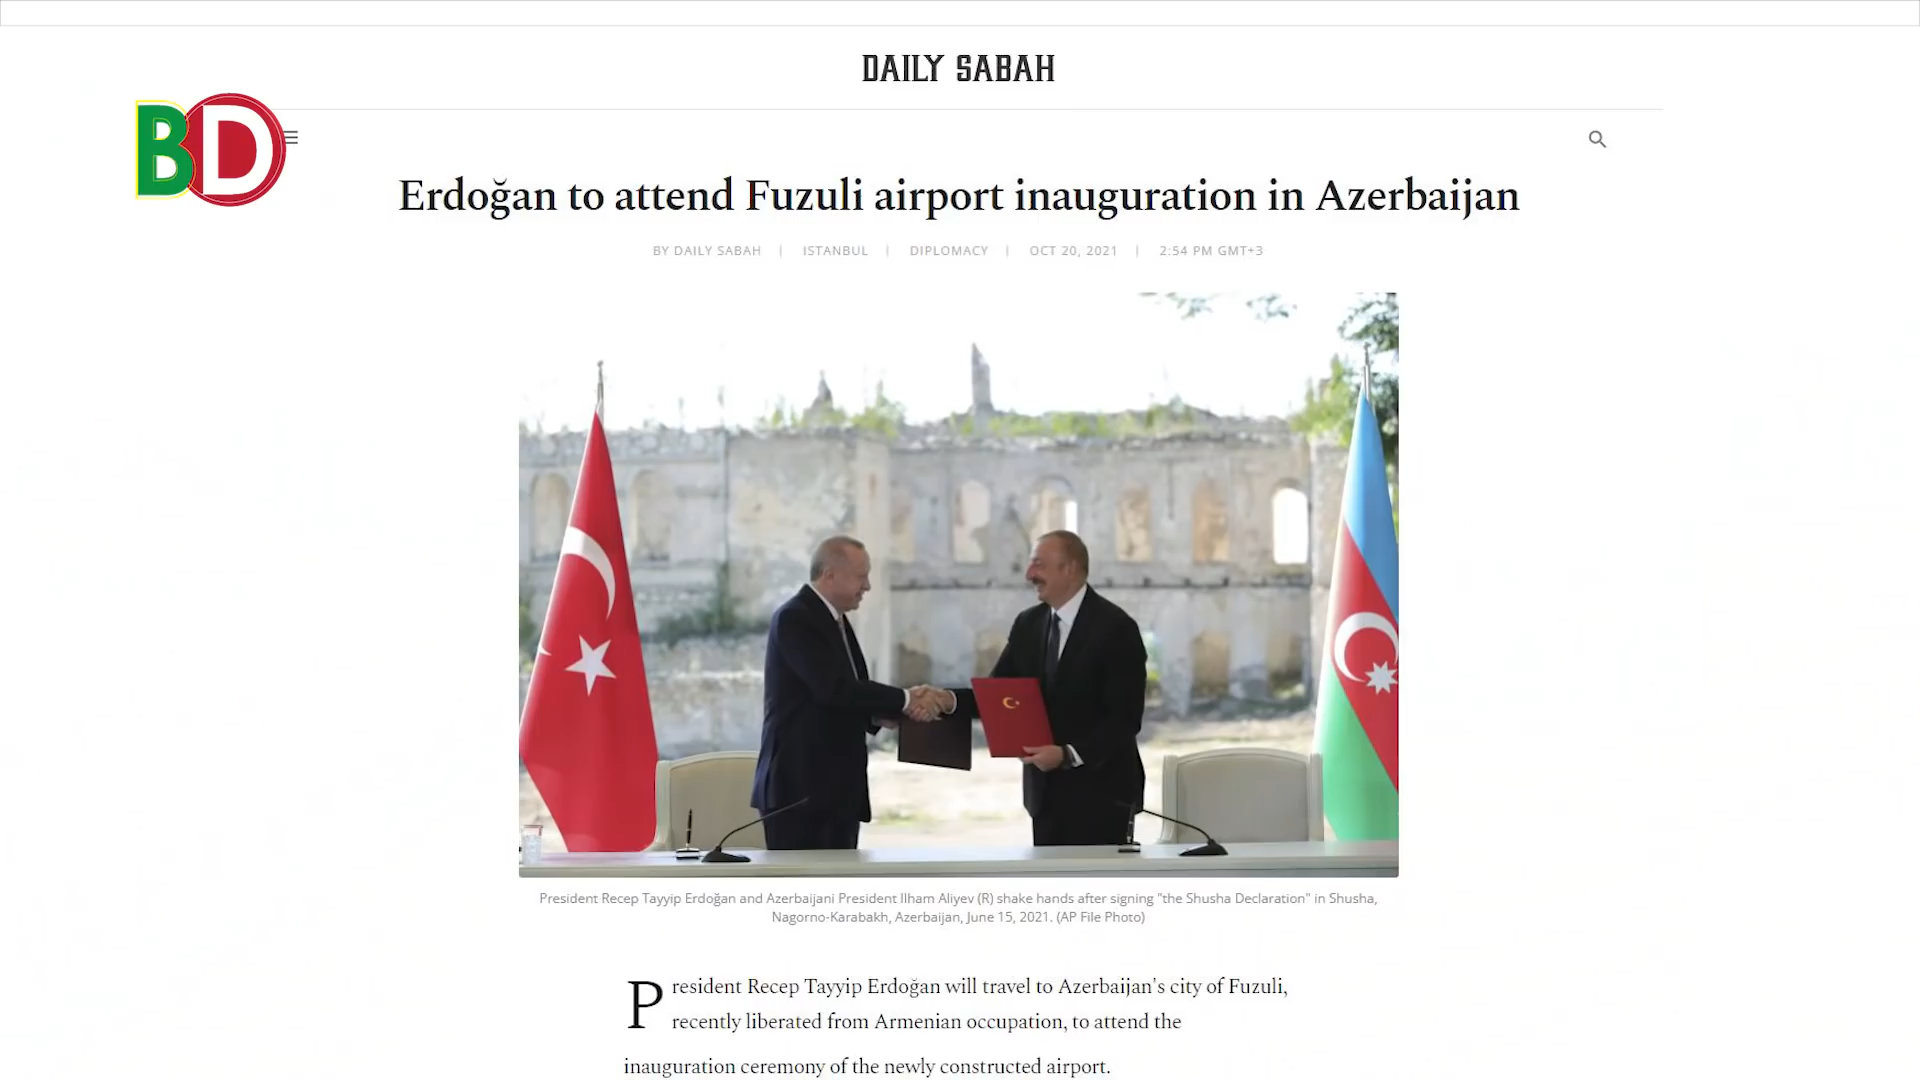 DAILY SABAH
BD
Erdoğan to attend Fuzuli airport inauguration in Azerbaijan
BY DAILY SABAH | ISTANBUL | DIPLOMACY | OCT 20, 2021 | 2:54 PM GMT+3
President Recep Tayyip Erdoğan and Azerbaijani President Ilham Aliyev (R) shake hands after signing "the Shusha Declaration" in Shusha,
Nagorno-Karabakh, Azerbaijan, June 15, 2021. (AP File Photo)
President Recep Tayyip Erdoğan will travel to Azerbaijan's city of Fuzuli,
recently liberated from Armenian occupation, to attend the
inauguration ceremony of the newly constructed airport.